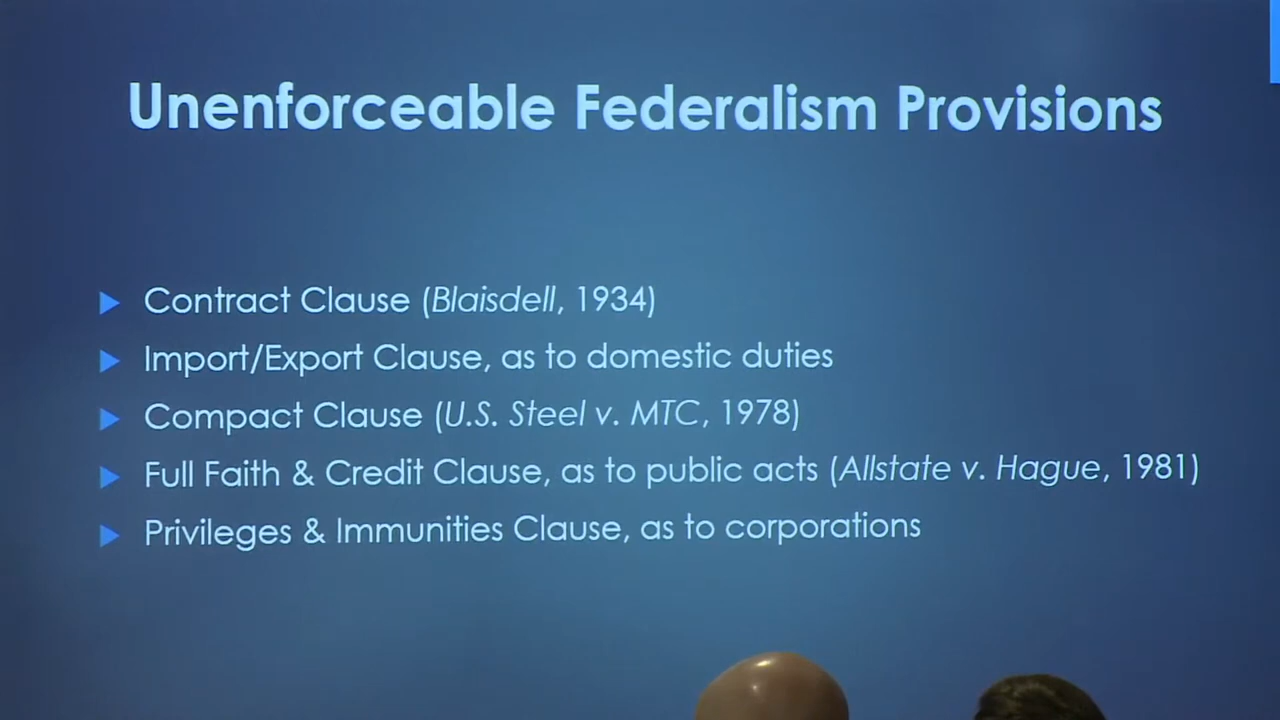 Unenforceable Federalism Provisions
Contract Clause (Blaisdell, 1934)
Import/Export Clause, as to domestic duties
Compact Clause (U.S. Steel v. MTC, 1978)
Full Faith & Credit Clause, as to public acts (Allstate v. Hague, 1981)
Privileges & Immunities Clause, as to corporations